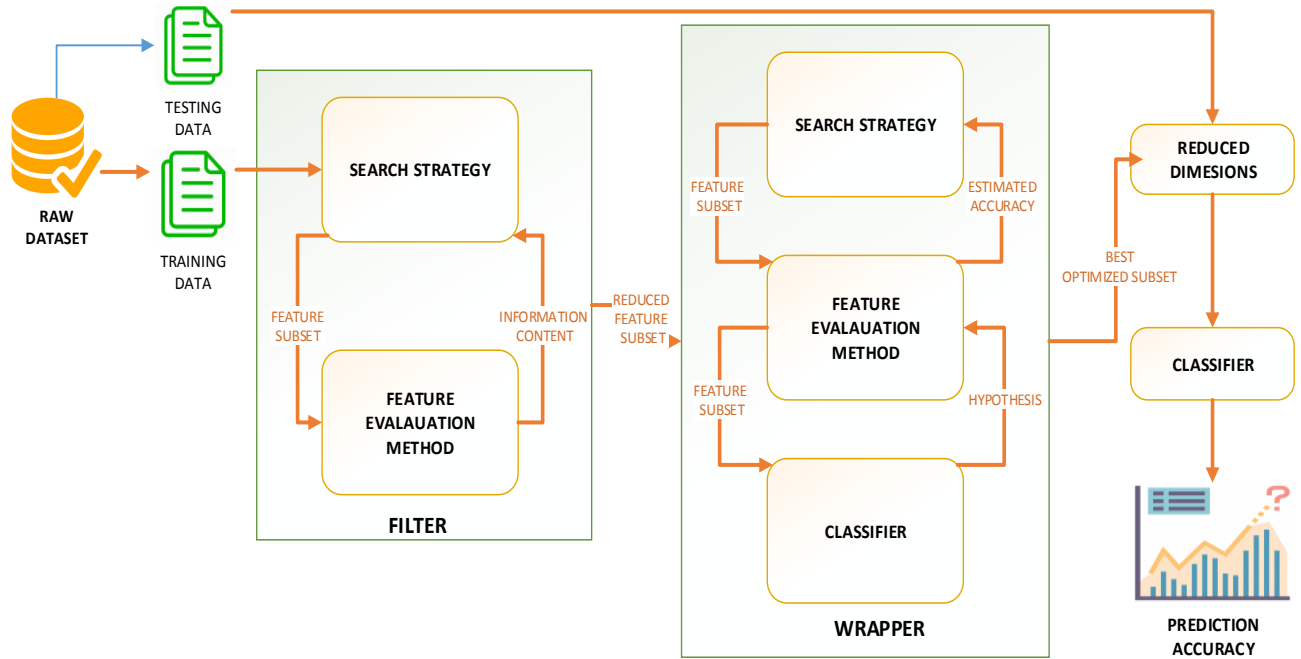 TESTING
DATA
RAW
DATASET
TRAINING
DATA
SEARCH STRATEGY
FEATURE
SUBSET
INFORMATION
CONTENT
FEATURE
EVALAUATION
METHOD
FILTER
REDUCED
FEATURE
SUBSET
SEARCH STRATEGY
FEATURE
SUBSET
ESTIMATED
ACCURACY
FEATURE
EVALAUATION
METHOD
FEATURE
SUBSET
HYPOTHESIS
CLASSIFIER
WRAPPER
BEST
OPTIMIZED SUBSET
REDUCED
DIMESIONS
CLASSIFIER
?
PREDICTION
ACCURACY